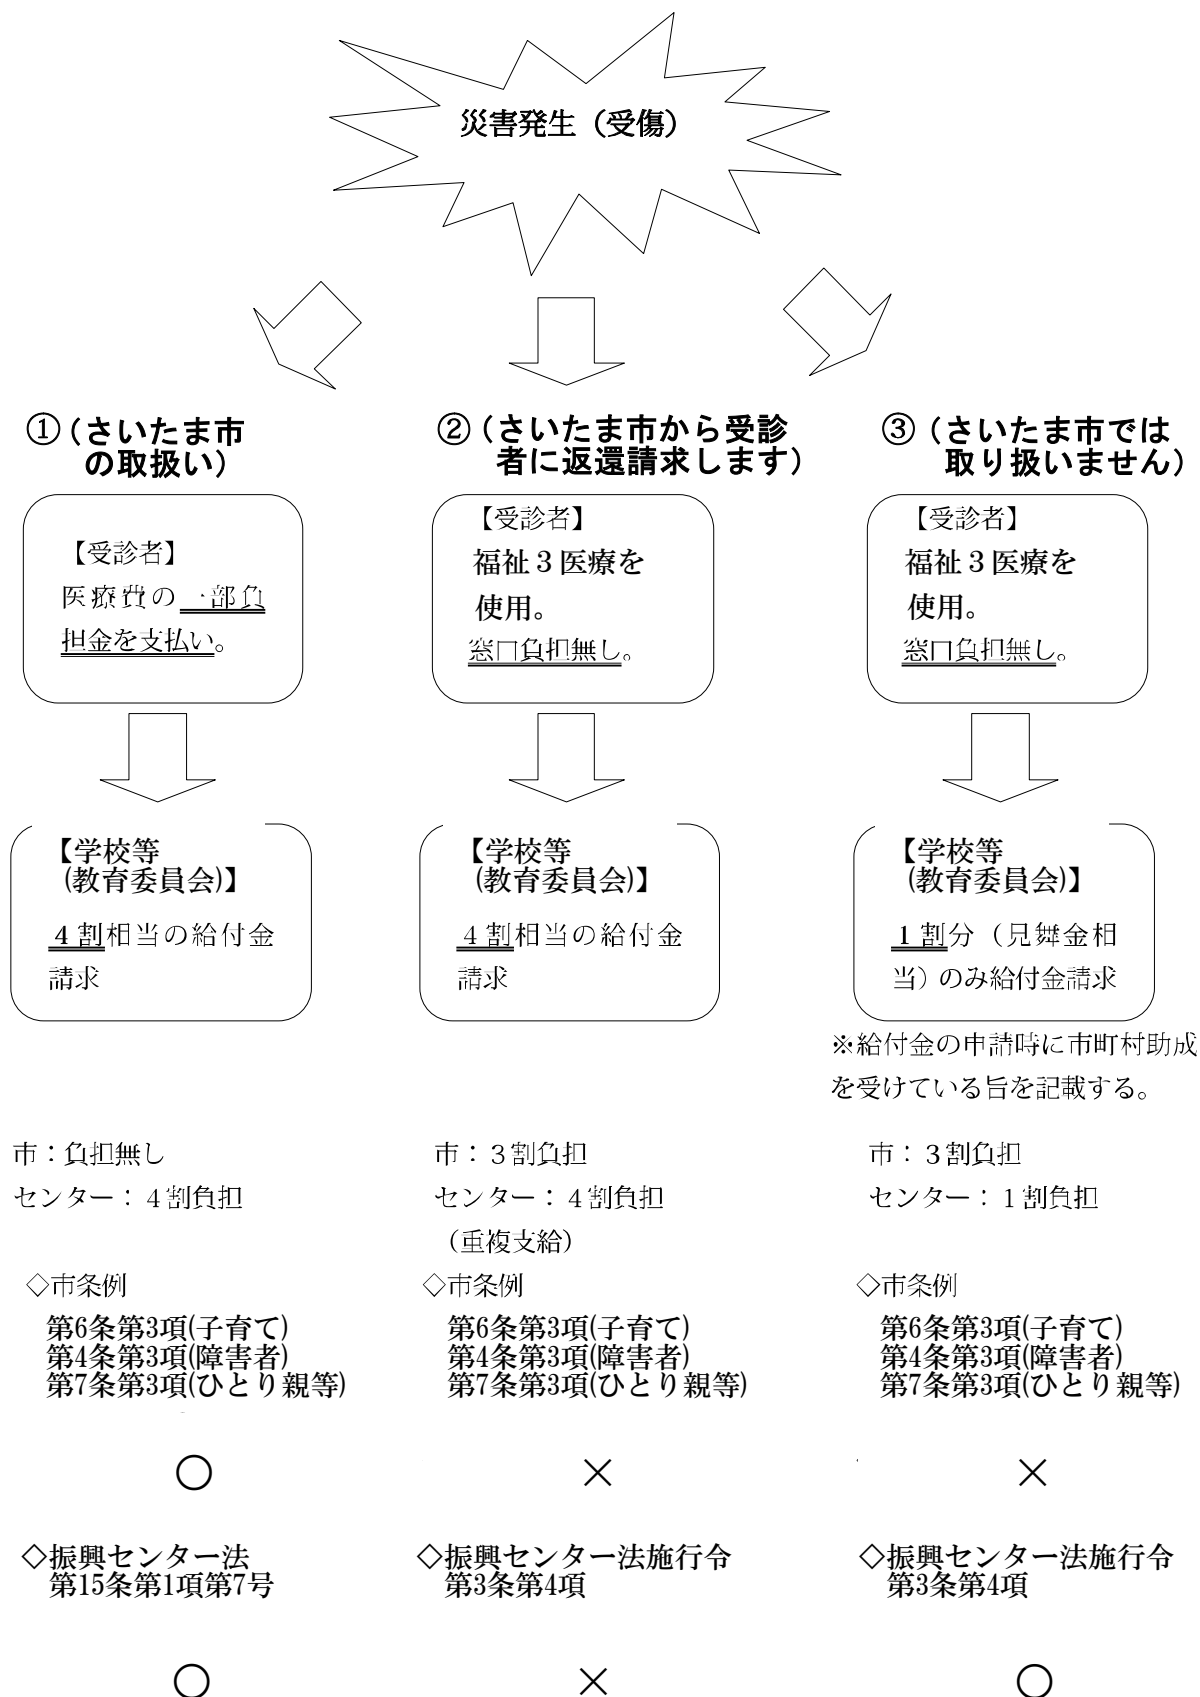 災害発生（受傷）
①（さいたま市
の取扱い）
【受診者】
医療費の一部負
担金を支払い。
【学校等
(教育委員会)】
４割相当の給付金
請求
市：負担無し
センター：４割負担
◇市条例
第6条第3項(子育て)
第4条第3項(障害者)
第7条第3項(ひとり親等)
○
◇振興センター法
第15条第1項第7号
○
②（さいたま市から受診
者に返還請求します）
【受診者】
福祉３医療を
使用。
窓口負担無し。
【学校等
(教育委員会)】
４割相当の給付金
請求
市：３割負担
センター：４割負担
（重複支給）
◇市条例
第6条第3項(子育て)
第4条第3項(障害者)
第7条第3項(ひとり親等)
×
◇振興センター法施行令
第3条第4項
×
③（さいたま市では
取り扱いません）
【受診者】
福祉３医療を
使用。
窓口負担無し。
【学校等
(教育委員会)】
１割分（見舞金相
当）のみ給付金請求
※給付金の申請時に市町村助成
を受けている旨を記載する。
市：３割負担
センター：１割負担
◇市条例
第6条第3項(子育て)
第4条第3項(障害者)
第7条第3項(ひとり親等)
×
◇振興センター法施行令
第3条第4項
○